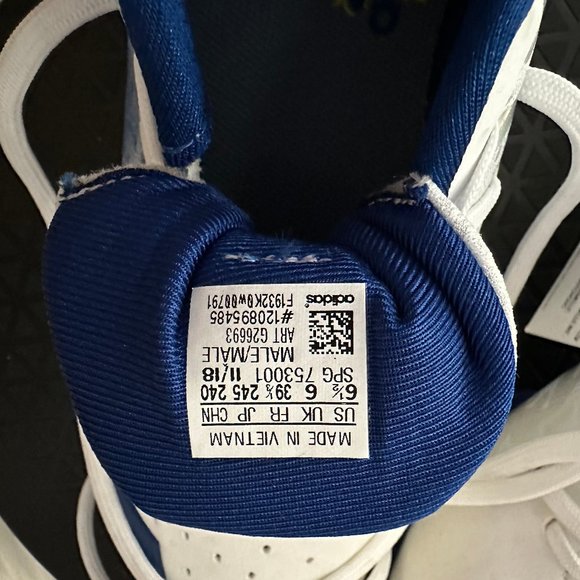 MADE IN VIETNAM
US UK FR JP CHN
6½ 6 39⅓ 245 240
SPG 753001 11/18
MALE/MALE
ART G26693
#120895485
F1932K0W00791
adidas